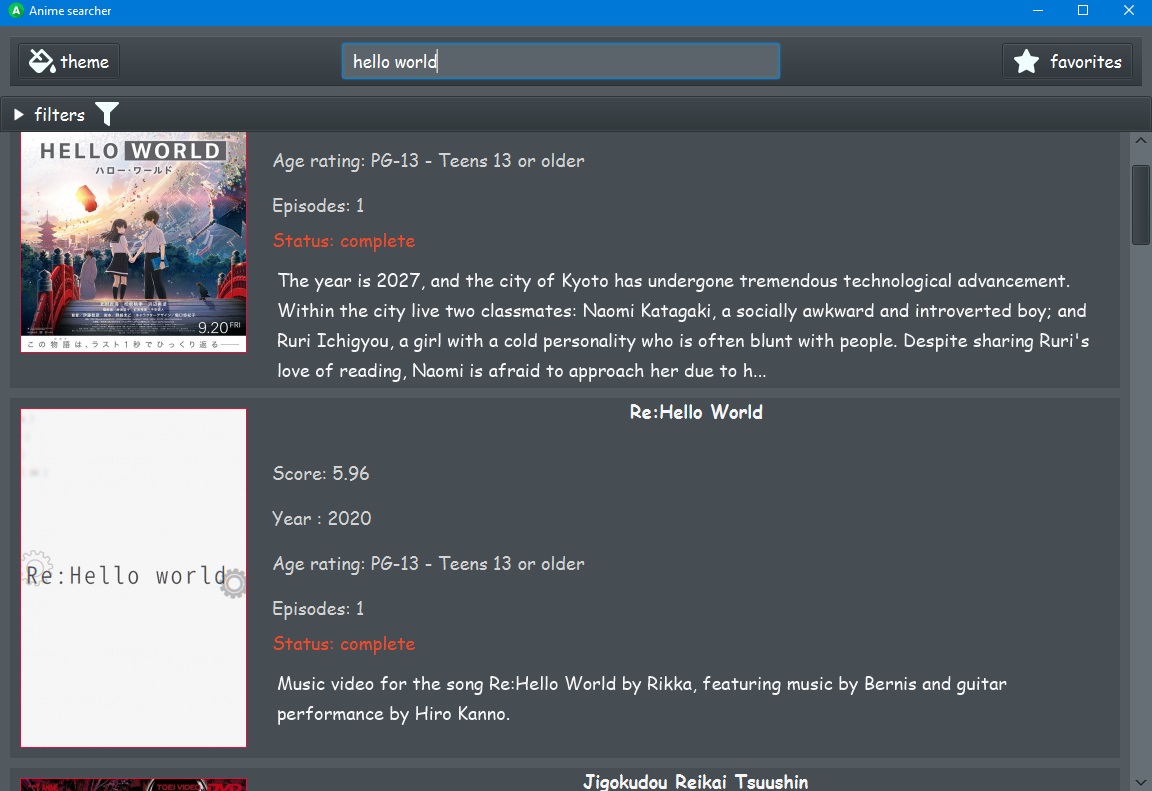 Anime searcher
theme
hello world
favorites
filters
HELLO WORLD
ハロー・ワールド
9.20 FRI
この物語は、ラスト1秒でひっくり返る
Age rating: PG-13 - Teens 13 or older
Episodes: 1
Status: complete
The year is 2027, and the city of Kyoto has undergone tremendous technological advancement.
Within the city live two classmates: Naomi Katagaki, a socially awkward and introverted boy; and
Ruri Ichigyou, a girl with a cold personality who is often blunt with people. Despite sharing Ruri's
love of reading, Naomi is afraid to approach her due to h...
Re:Hello World
Re:Hello world
Score: 5.96
Year : 2020
Age rating: PG-13 - Teens 13 or older
Episodes: 1
Status: complete
Music video for the song Re:Hello World by Rikka, featuring music by Bernis and guitar
performance by Hiro Kanno.
Jigokudou Reikai Tsuushin
TOEI VIDEO